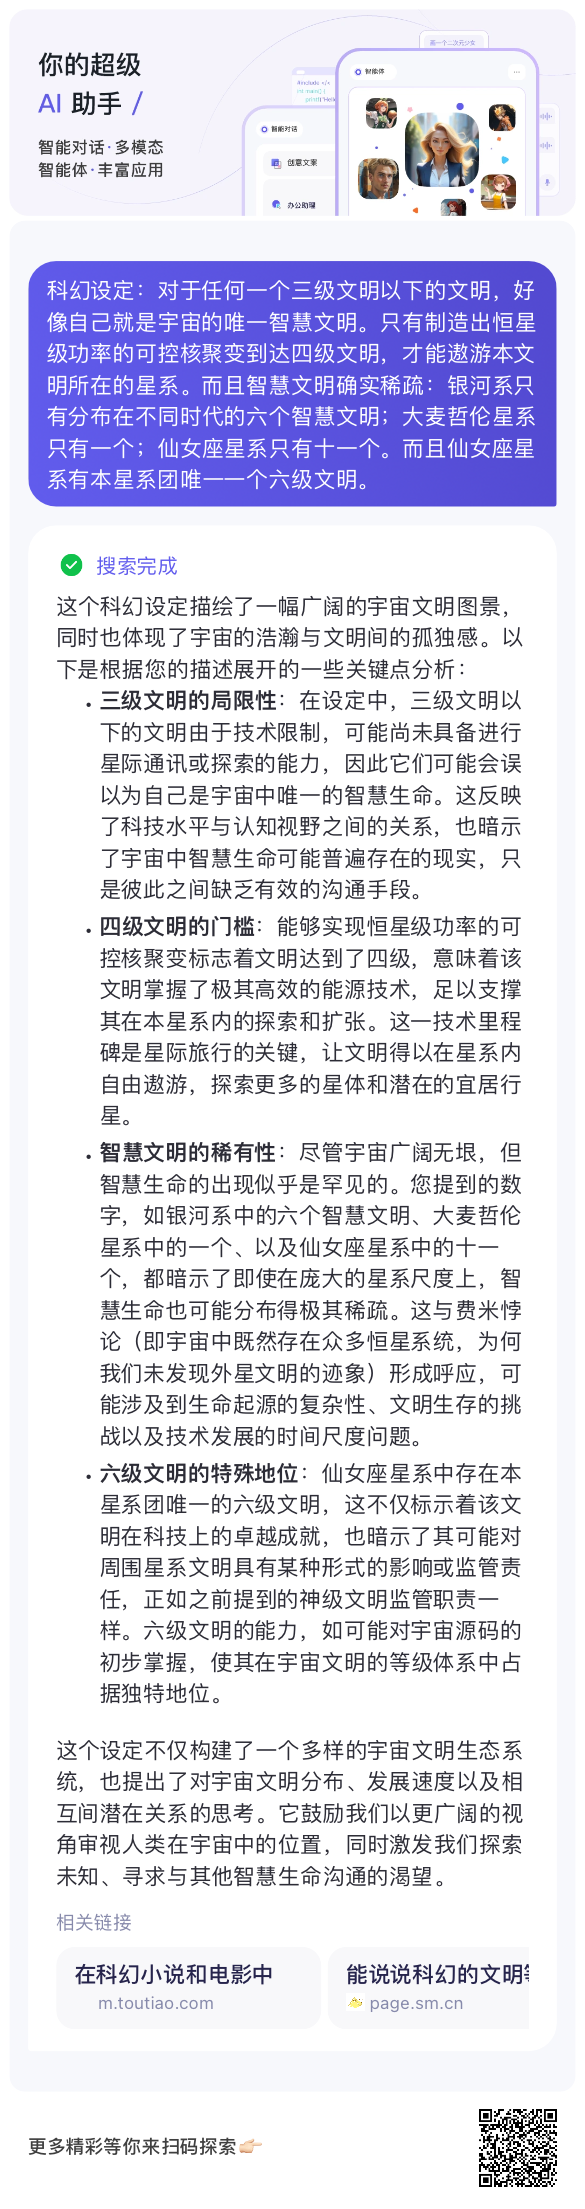 你的超级
AI 助手 /
智能对话·多模态
智能体·丰富应用
画一个二次元少女
#include </>
int main() {
智能体
智能对话
创意文案
办公助理
科幻设定：对于任何一个三级文明以下的文明，好
像自己就是宇宙的唯一智慧文明。只有制造出恒星
级功率的可控核聚变到达四级文明，才能遨游本文
明所在的星系。而且智慧文明确实稀疏：银河系只
有分布在不同时代的六个智慧文明；大麦哲伦星系
只有一个；仙女座星系只有十一个。而且仙女座星
系有本星系团唯一一个六级文明。
搜索完成
这个科幻设定描绘了一幅广阔的宇宙文明图景，
同时也体现了宇宙的浩瀚与文明间的孤独感。以
下是根据您的描述展开的一些关键点分析：
• 三级文明的局限性：在设定中，三级文明以
下的文明由于技术限制，可能尚未具备进行
星际通讯或探索的能力，因此它们可能会误
以为自己是宇宙中唯一的智慧生命。这反映
了科技水平与认知视野之间的关系，也暗示
了宇宙中智慧生命可能普遍存在的现实，只
是彼此之间缺乏有效的沟通手段。
• 四级文明的门槛：能够实现恒星级功率的可
控核聚变标志着文明达到了四级，意味着该
文明掌握了极其高效的能源技术，足以支撑
其在本星系内的探索和扩张。这一技术里程
碑是星际旅行的关键，让文明得以在星系内
自由遨游，探索更多的星体和潜在的宜居行
星。
• 智慧文明的稀有性：尽管宇宙广阔无垠，但
智慧生命的出现似乎是罕见的。您提到的数
字，如银河系中的六个智慧文明、大麦哲伦
星系中的一个、以及仙女座星系中的十一
个，都暗示了即使在庞大的星系尺度上，智
慧生命也可能分布得极其稀疏。这与费米悖
论（即宇宙中既然存在众多恒星系统，为何
我们未发现外星文明的迹象）形成呼应，可
能涉及到生命起源的复杂性、文明生存的挑
战以及技术发展的时间尺度问题。
• 六级文明的特殊地位：仙女座星系中存在本
星系团唯一的六级文明，这不仅标示着该文
明在科技上的卓越成就，也暗示了其可能对
周围星系文明具有某种形式的影响或监管责
任，正如之前提到的神级文明监管职责一
样。六级文明的能力，如可能对宇宙源码的
初步掌握，使其在宇宙文明的等级体系中占
据独特地位。
这个设定不仅构建了一个多样的宇宙文明生态系
统，也提出了对宇宙文明分布、发展速度以及相
互间潜在关系的思考。它鼓励我们以更广阔的视
角审视人类在宇宙中的位置，同时激发我们探索
未知、寻求与其他智慧生命沟通的渴望。
相关链接
在科幻小说和电影中
m.toutiao.com
能说说科幻的文明
page.sm.cn
更多精彩等你来扫码探索👉🏻